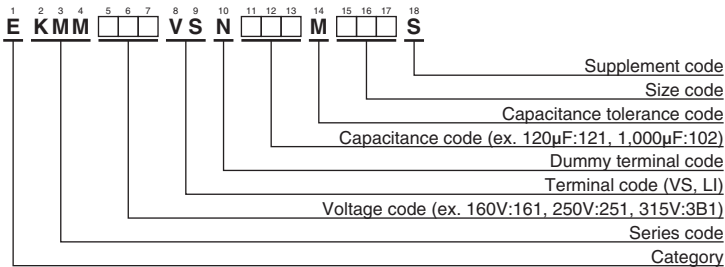 1 2 3 4 5 6 7 8 9 10 11 12 13 14 15 16 17 18
E KMM □□□ VS N □□□ M □□□ S
Supplement code
Size code
Capacitance tolerance code
Capacitance code (ex. 120µF:121, 1,000µF:102)
Dummy terminal code
Terminal code (VS, LI)
Voltage code (ex. 160V:161, 250V:251, 315V:3B1)
Series code
Category